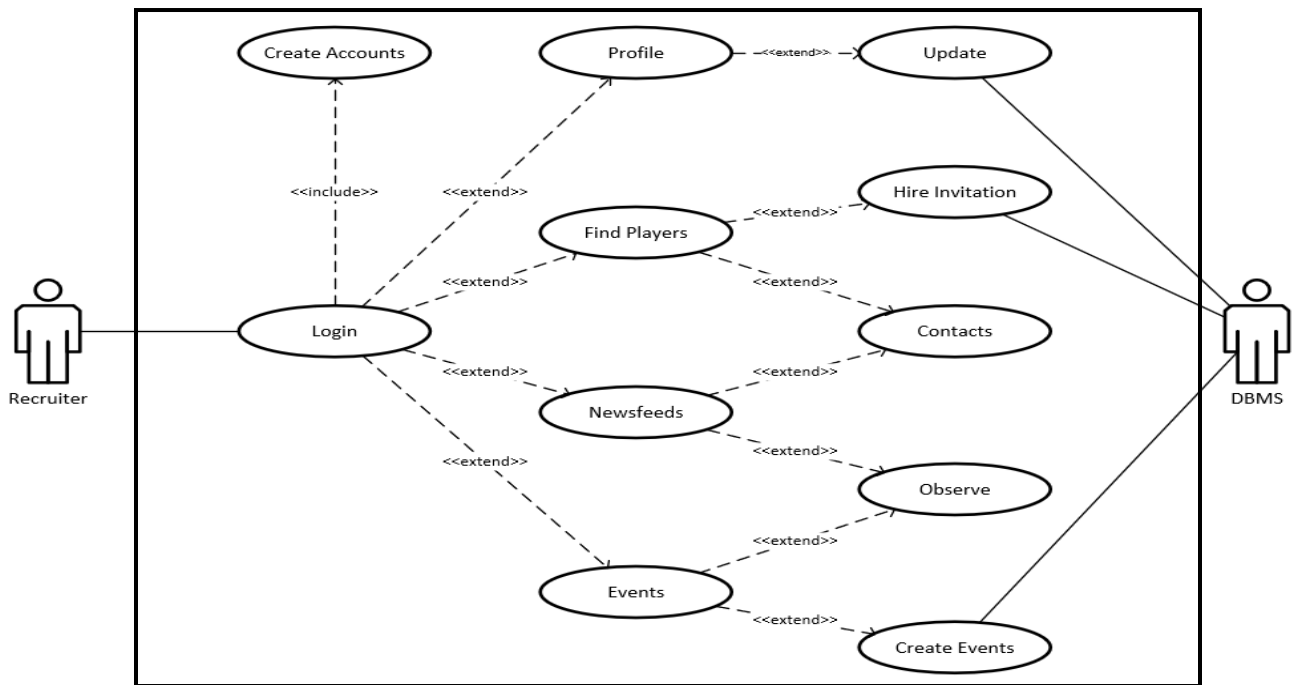 Create Accounts
Profile
<<extend>>
Update
<<include>>
<<extend>>
Hire Invitation
<<extend>>
Find Players
<<extend>>
<<extend>>
Login
Contacts
Recruiter
DBMS
<<extend>>
<<extend>>
Newsfeeds
<<extend>>
<<extend>>
Observe
<<extend>>
Events
<<extend>>
Create Events